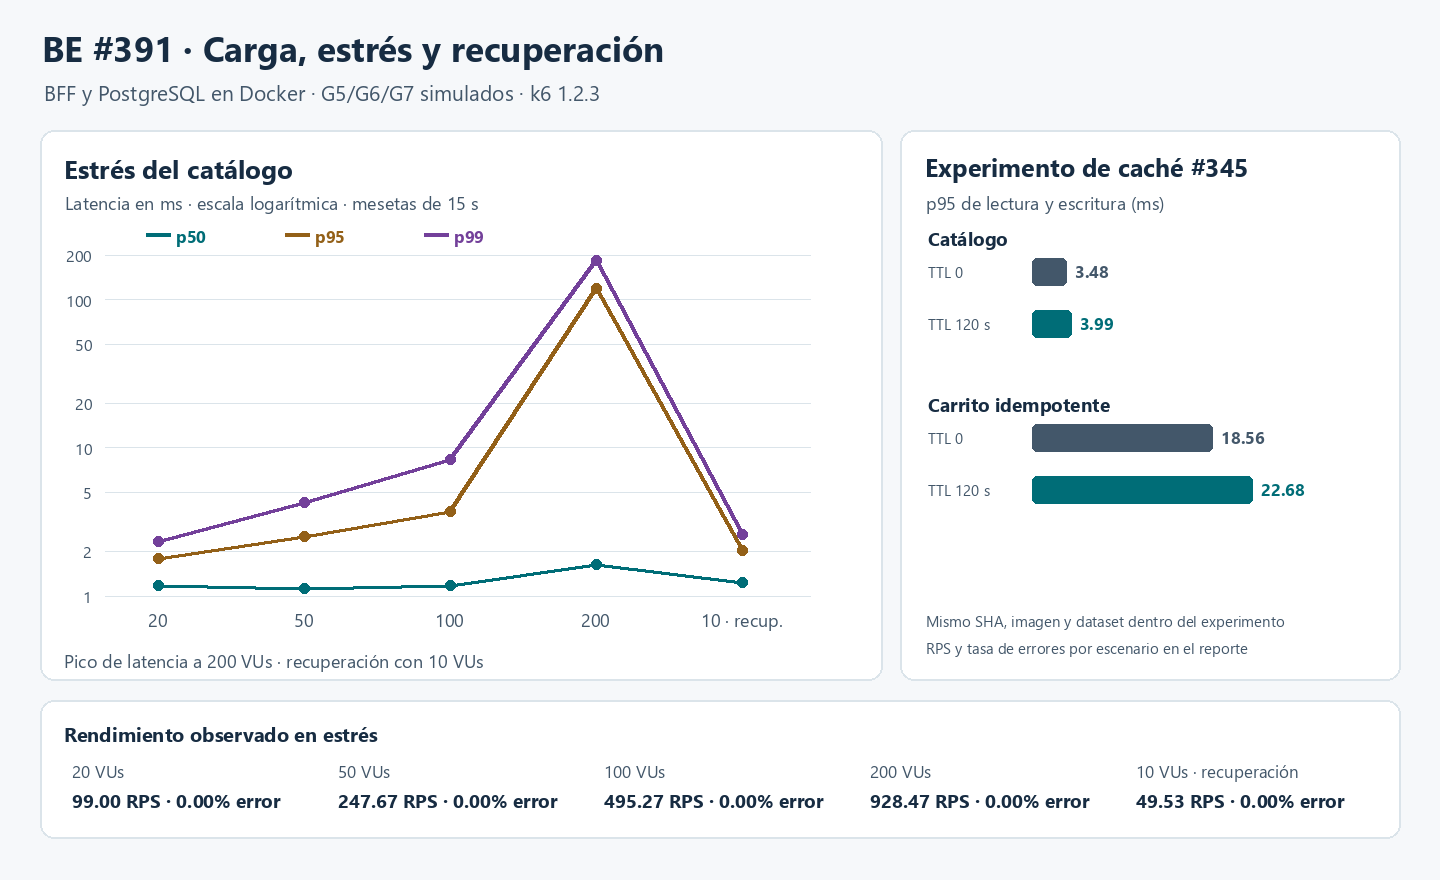 BE #391 · Carga, estrés y recuperación
BFF y PostgreSQL en Docker · G5/G6/G7 simulados · k6 1.2.3
Estrés del catálogo
Latencia en ms · escala logarítmica · mesetas de 15 s
p50 p95 p99
200
100
50
20
10
5
2
1
20 50 100 200 10 · recup.
Pico de latencia a 200 VUs · recuperación con 10 VUs
Experimento de caché #345
p95 de lectura y escritura (ms)
Catálogo
TTL 0 3.48
TTL 120 s 3.99
Carrito idempotente
TTL 0 18.56
TTL 120 s 22.68
Mismo SHA, imagen y dataset dentro del experimento
RPS y tasa de errores por escenario en el reporte
Rendimiento observado en estrés
20 VUs 50 VUs 100 VUs 200 VUs 10 VUs · recuperación
99.00 RPS · 0.00% error 247.67 RPS · 0.00% error 495.27 RPS · 0.00% error 928.47 RPS · 0.00% error 49.53 RPS · 0.00% error